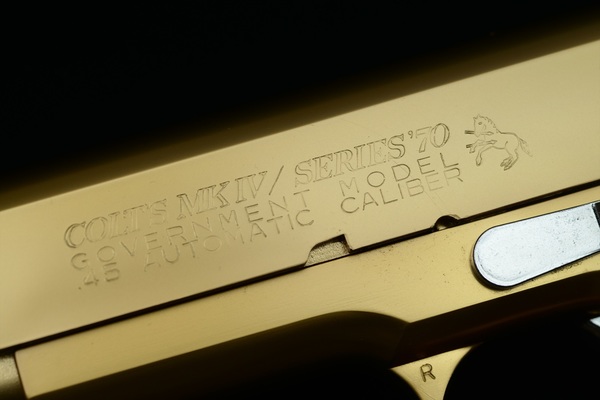 COLT'S MK IV/ SERIES '70
GOVERNMENT MODEL
.45 AUTOMATIC CALIBER
R